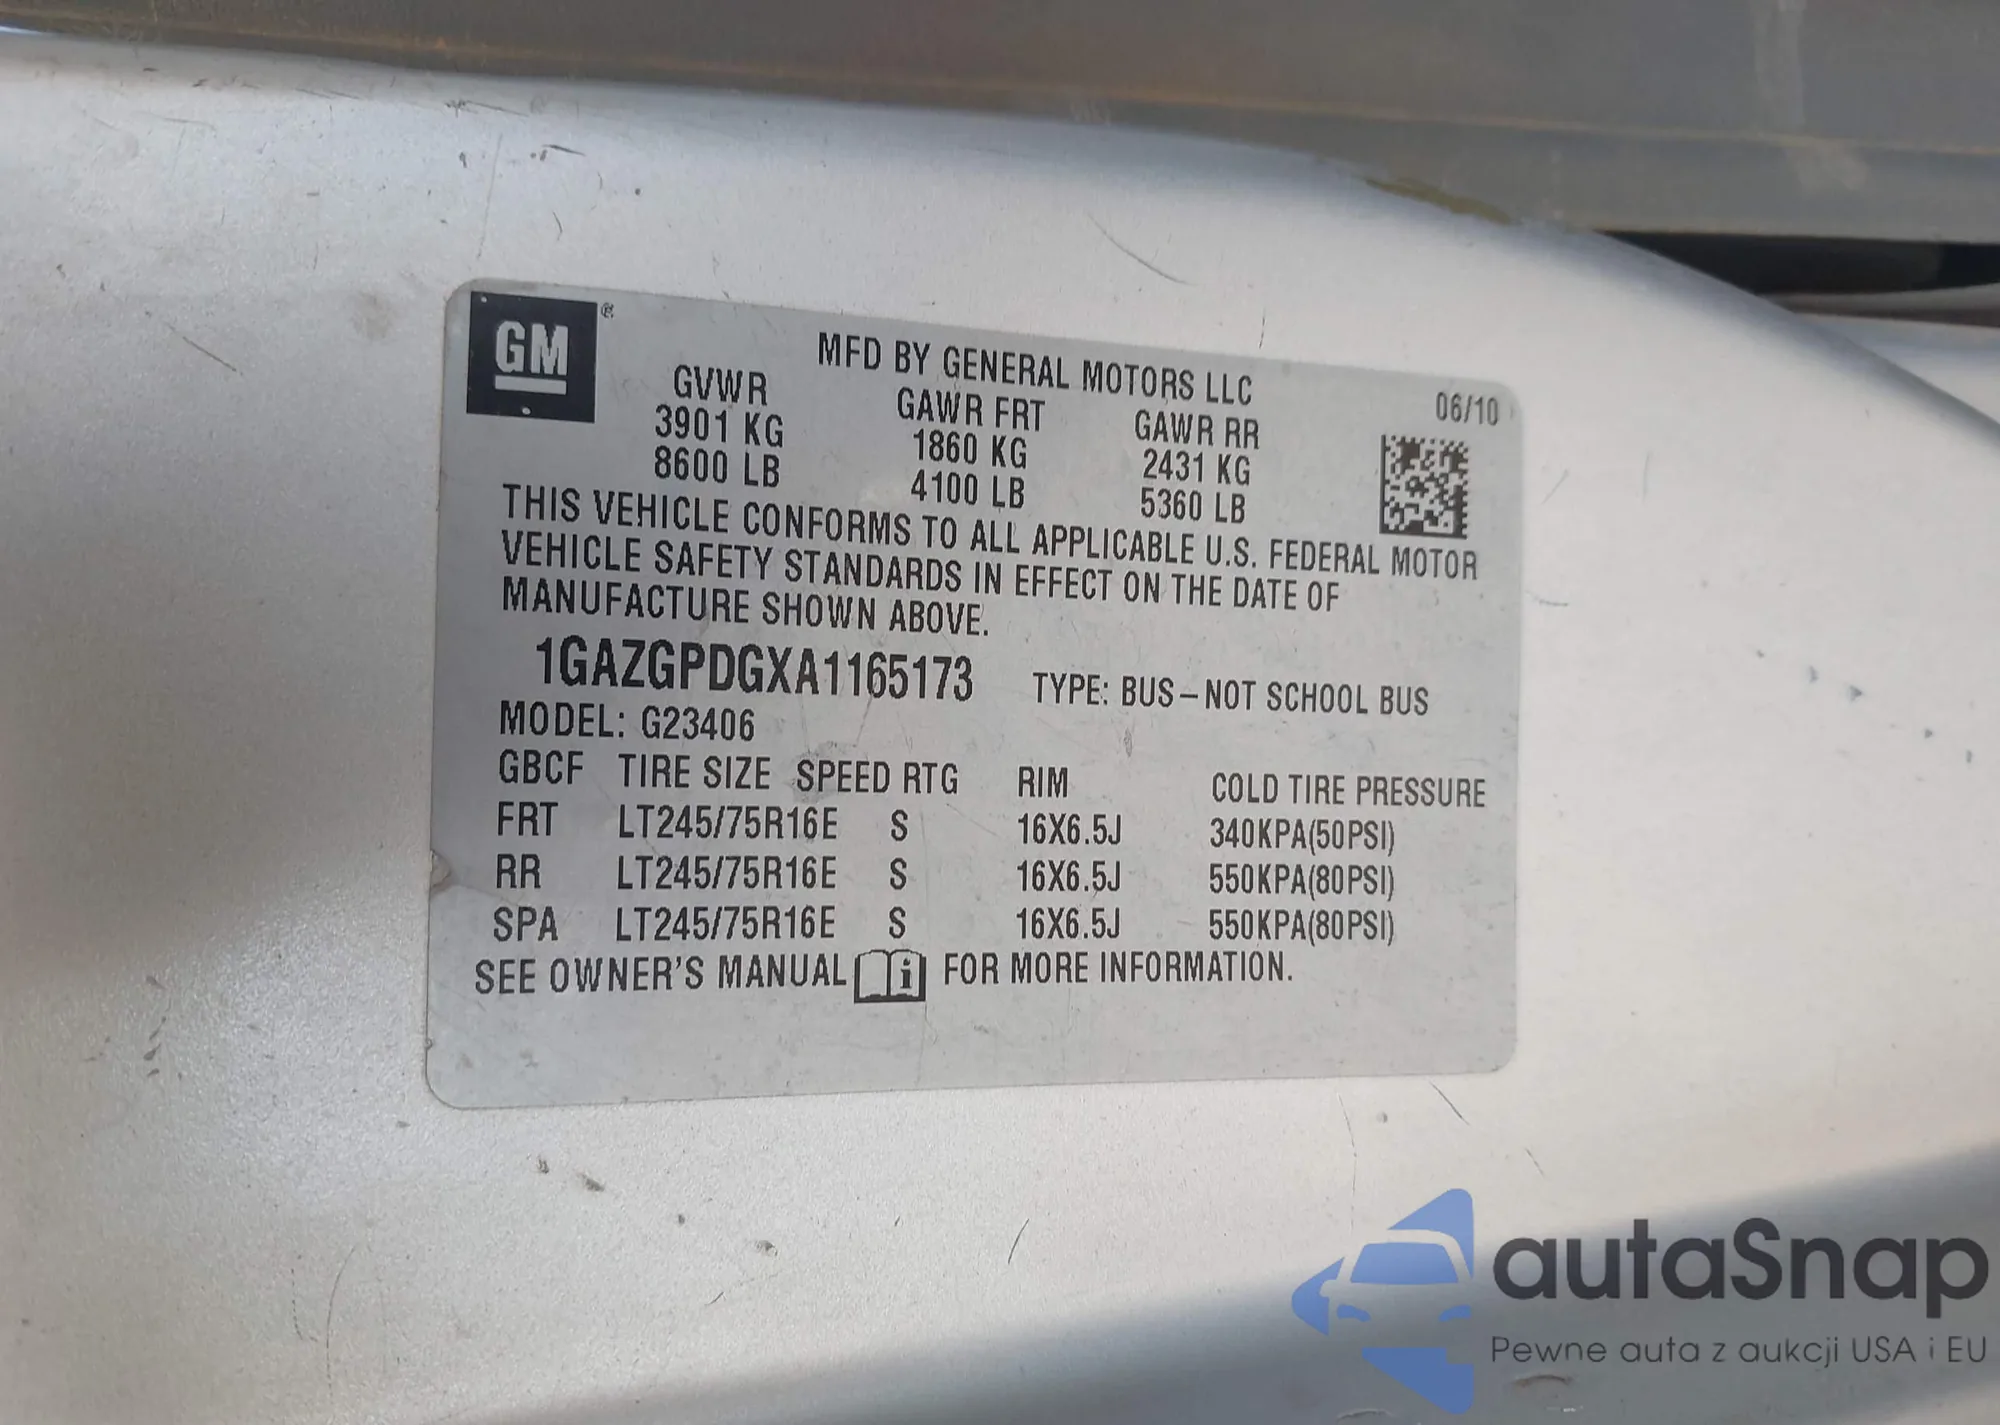 GM ®
MFD BY GENERAL MOTORS LLC
06/10
GVWR GAWR FRT GAWR RR
3901 KG 1860 KG 2431 KG
8600 LB 4100 LB 5360 LB
THIS VEHICLE CONFORMS TO ALL APPLICABLE U.S. FEDERAL MOTOR
VEHICLE SAFETY STANDARDS IN EFFECT ON THE DATE OF
MANUFACTURE SHOWN ABOVE.
1GAZGPDGXA1165173 TYPE: BUS – NOT SCHOOL BUS
MODEL: G23406
GBCF TIRE SIZE SPEED RTG RIM COLD TIRE PRESSURE
FRT LT245/75R16E S 16X6.5J 340KPA(50PSI)
RR LT245/75R16E S 16X6.5J 550KPA(80PSI)
SPA LT245/75R16E S 16X6.5J 550KPA(80PSI)
SEE OWNER'S MANUAL i FOR MORE INFORMATION.
autaSnap
Pewne auta z aukcji USA i EU